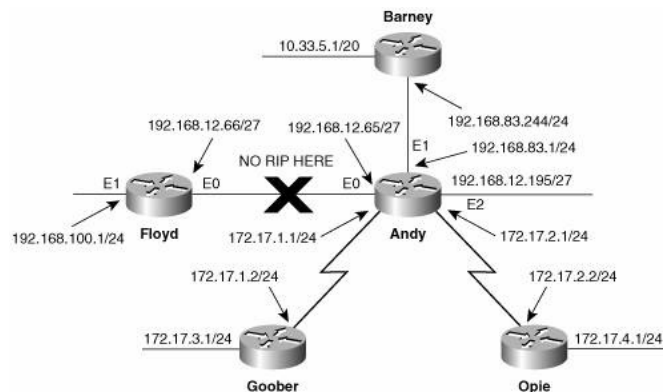 Barney
10.33.5.1/20
192.168.83.244/24
192.168.12.66/27
192.168.12.65/27
E1
192.168.83.1/24
NO RIP HERE
E1
E0
E0
192.168.12.195/27
E2
192.168.100.1/24
Floyd
172.17.1.1/24
Andy
172.17.2.1/24
172.17.1.2/24
172.17.2.2/24
172.17.3.1/24
172.17.4.1/24
Goober
Opie